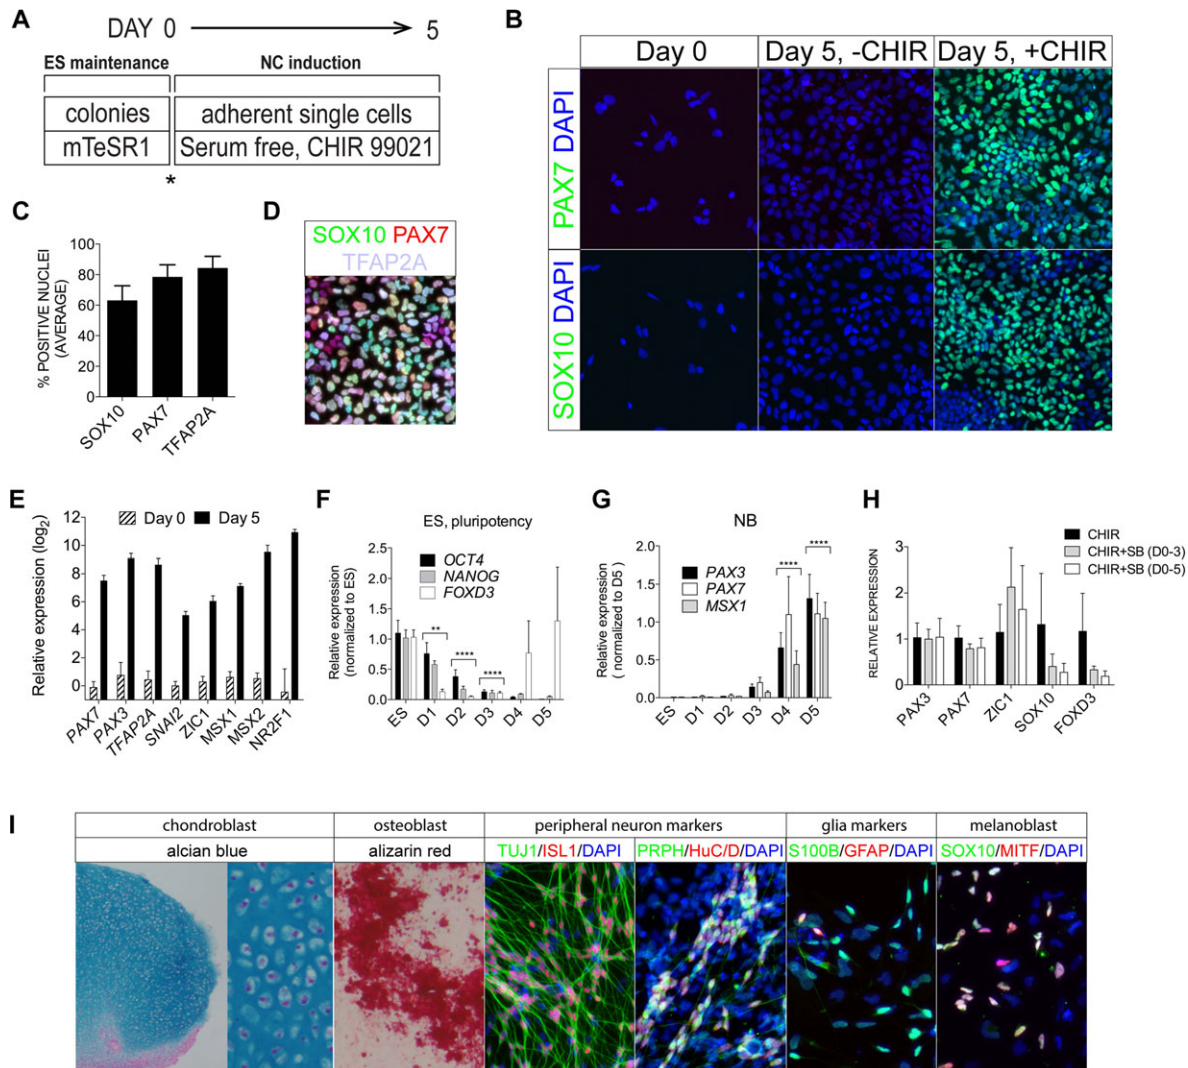 A
DAY 0 5
ES maintenance NC induction
colonies adherent single cells
mTeSR1 Serum free, CHIR 99021
*
B
Day 0 Day 5, -CHIR Day 5, +CHIR
PAX7 DAPI
SOX10 DAPI
C
% POSITIVE NUCLEI
(AVERAGE)
100
80
60
40
20
0
SOX10 PAX7 TFAP2A
D
SOX10 PAX7
TFAP2A
E
Day 0 Day 5
Relative expression (log2)
12
10
8
6
4
2
0
PAX7 PAX3 TFAP2A SNAI2 ZIC1 MSX1 MSX2 NR2F1
F
ES, pluripotency
Relative expression
(normalized to ES)
2.5
2.0
1.5
1.0
0.5
0.0
OCT4
NANOG
FOXD3
** **** ****
ES D1 D2 D3 D4 D5
G
NB
Relative expression
( normalized to D5 )
2.0
1.5
1.0
0.5
0.0
PAX3
PAX7
MSX1
**** ****
ES D1 D2 D3 D4 D5
H
RELATIVE EXPRESSION
3
2
1
0
CHIR
CHIR+SB (D0-3)
CHIR+SB (D0-5)
PAX3 PAX7 ZIC1 SOX10 FOXD3
I
chondroblast osteoblast peripheral neuron markers glia markers melanoblast
alcian blue alizarin red TUJ1/ISL1/DAPI PRPH/HuC/D/DAPI S100B/GFAP/DAPI SOX10/MITF/DAPI